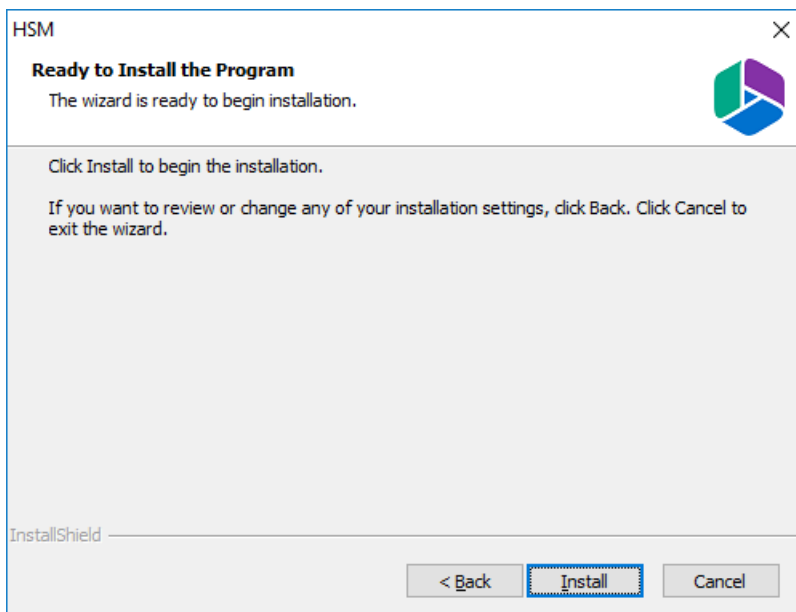 HSM
Ready to Install the Program
The wizard is ready to begin installation.
Click Install to begin the installation.
If you want to review or change any of your installation settings, click Back. Click Cancel to
exit the wizard.
InstallShield
< Back Install Cancel